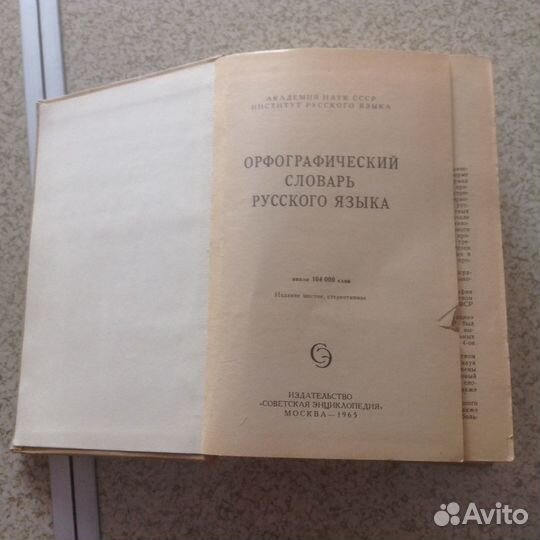 АКАДЕМИЯ НАУК СССР
ИНСТИТУТ РУССКОГО ЯЗЫКА
ОРФОГРАФИЧЕСКИЙ
СЛОВАРЬ
РУССКОГО ЯЗЫКА
около 104 000 слов
Издание шестое, стереотипное
СЭ
ИЗДАТЕЛЬСТВО
«СОВЕТСКАЯ ЭНЦИКЛОПЕДИЯ»
МОСКВА — 1965
Avito